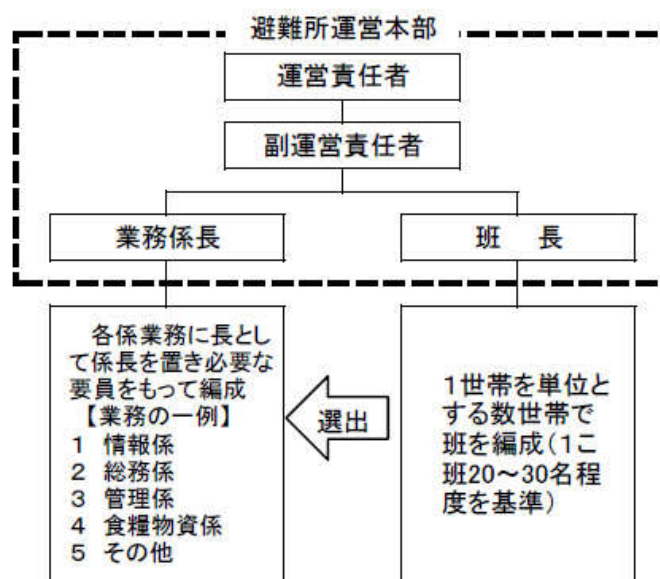 避難所運営本部
運営責任者
副運営責任者
業務係長
班　長
各係業務に長とし
て係長を置き必要な
要員をもって編成
【業務の一例】
1　情報係
2　総務係
3　管理係
4　食糧物資係
5　その他
選出
1世帯を単位と
する数世帯で
班を編成(1こ
班20～30名程
度を基準)